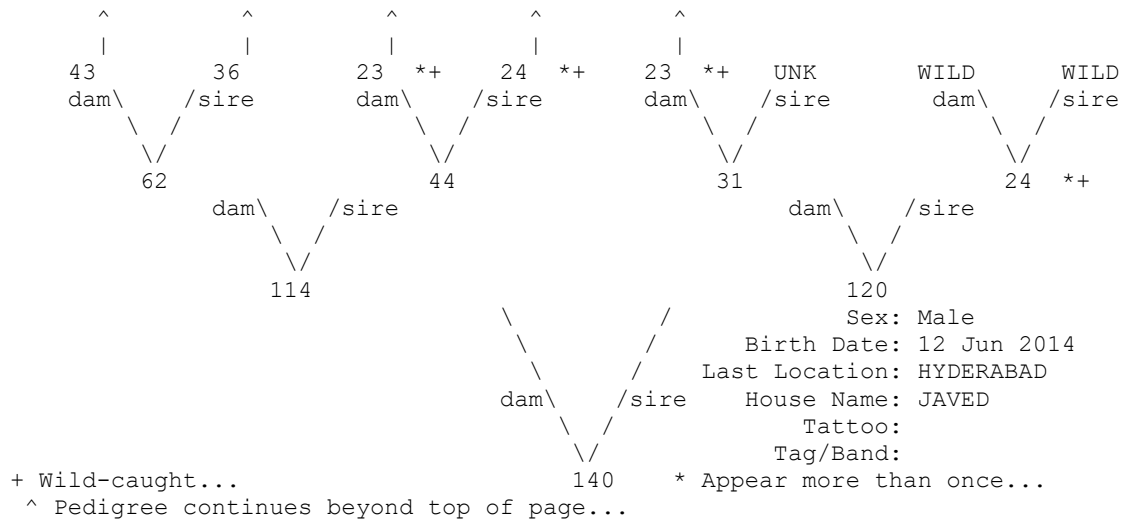 ^ ^ ^ ^ ^
| | | | |
43 36 23 *+ 24 *+ 23 *+ UNK WILD WILD
dam\ /sire dam\ /sire dam\ /sire dam\ /sire
\ / \ / \ / \ /
\/ \/ \/ \/
62 44 31 24 *+
dam\ /sire dam\ /sire
\ / \ /
\/ \/
114 120
\ / Sex: Male
\ / Birth Date: 12 Jun 2014
\ / Last Location: HYDERABAD
dam\ /sire House Name: JAVED
\ / Tattoo:
\/ Tag/Band:
+ Wild-caught... 140 * Appear more than once...
^ Pedigree continues beyond top of page...